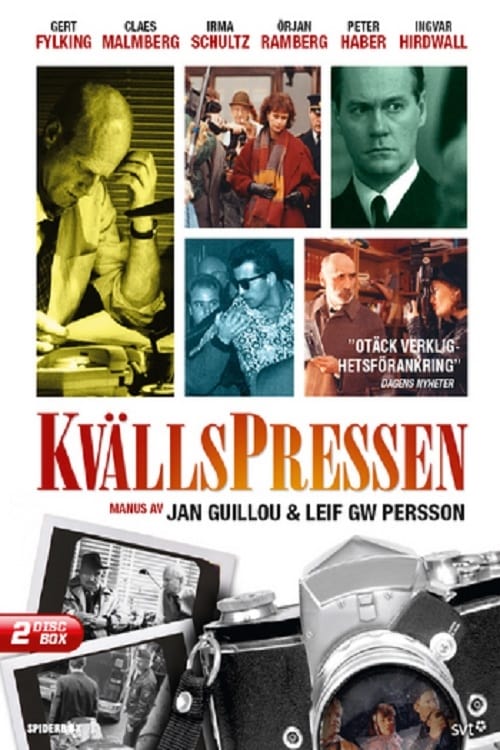 GERT FYLKING
CLAES MALMBERG
IRMA SCHULTZ
ÖRJAN RAMBERG
PETER HABER
INGVAR HIRDWALL
"OTÄCK VERKLIG-
HETSFÖRANKRING"
DAGENS NYHETER
KVÄLLSPRESSEN
MANUS AV JAN GUILLOU & LEIF GW PERSSON
2 DISC BOX
SPIDERBOX
svt